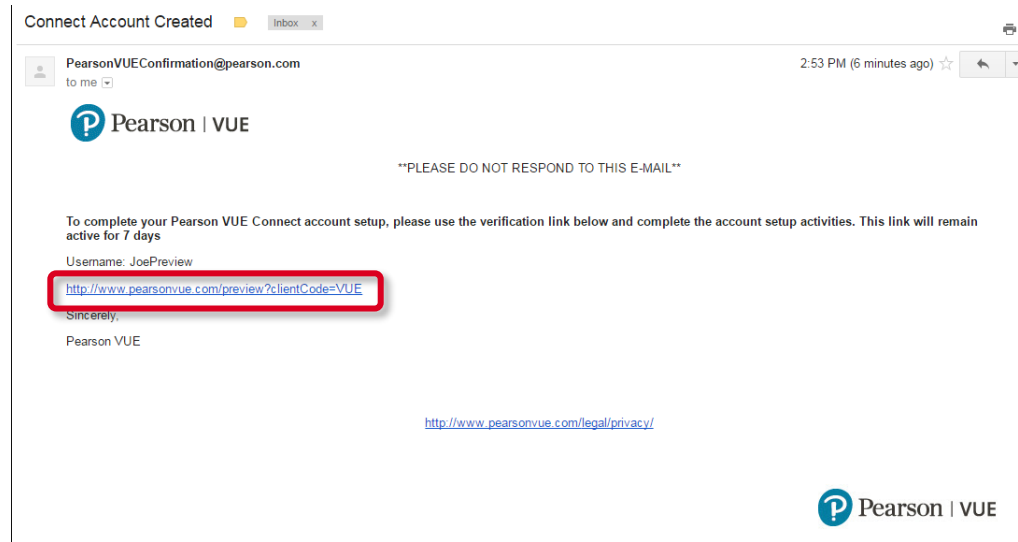 Connect Account Created Inbox x
PearsonVUEConfirmation@pearson.com 2:53 PM (6 minutes ago)
to me
Pearson | VUE
**PLEASE DO NOT RESPOND TO THIS E-MAIL**
To complete your Pearson VUE Connect account setup, please use the verification link below and complete the account setup activities. This link will remain
active for 7 days
Username: JoePreview
http://www.pearsonvue.com/preview?clientCode=VUE
Sincerely,
Pearson VUE
http://www.pearsonvue.com/legal/privacy/
Pearson | VUE